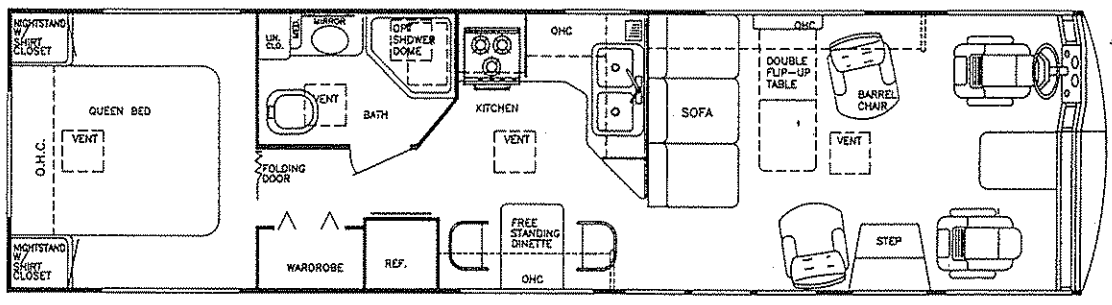 NIGHTSTAND
W/
SHIRT
CLOSET
O.H.C.
VENT
QUEEN BED
NIGHTSTAND
W/
SHIRT
CLOSET
LIN.
CLO.
MED.
MIRROR
OPT
SHOWER
DOME
VENT
BATH
FOLDING
DOOR
WARDROBE
REF.
KITCHEN
OHC
VENT
FREE
STANDING
DINETTE
OHC
SOFA
OHC
DOUBLE
FLIP-UP
TABLE
BARREL
CHAIR
VENT
STEP